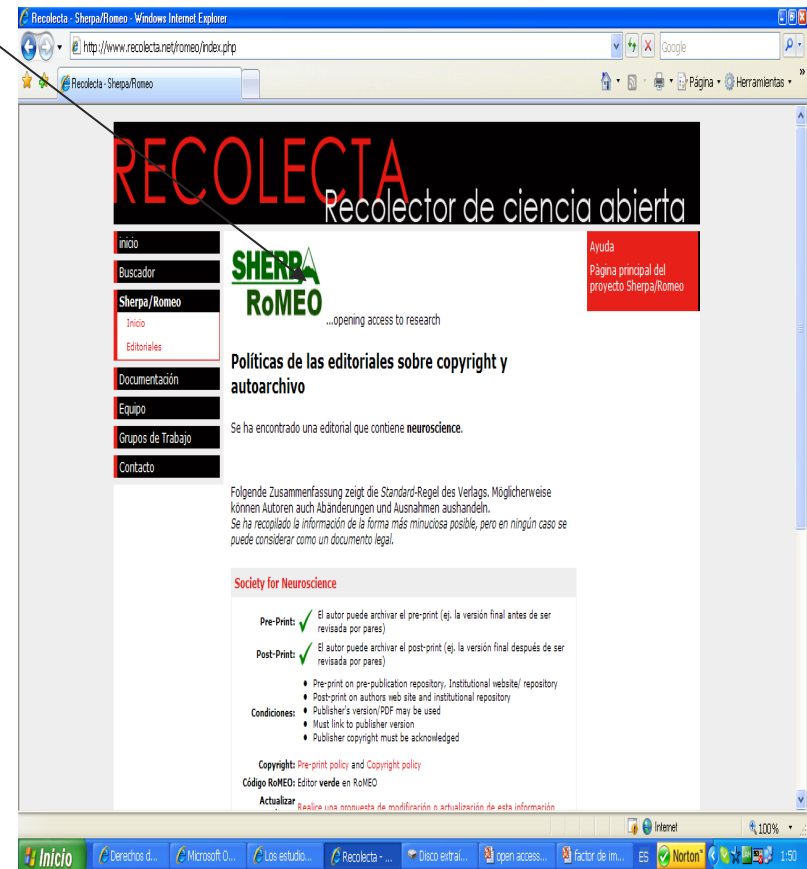 Recolecta - Sherpa/Romeo - Windows Internet Explorer
http://www.recolecta.net/romeo/index.php
Google
Recolecta - Sherpa/Romeo
Página
Herramientas
»
RECOLECTA
Recolector de ciencia abierta
inicio
Buscador
Sherpa/Romeo
Inicio
Editoriales
Documentación
Equipo
Grupos de Trabajo
Contacto
SHERPA
RoMEO
...opening access to research
Ayuda
Pàgina principal del
proyecto Sherpa/Romeo
Políticas de las editoriales sobre copyright y
autoarchivo
Se ha encontrado una editorial que contiene neuroscience.
Folgende Zusammenfassung zeigt die Standard-Regel des Verlags. Möglicherweise
können Autoren auch Abänderungen und Ausnahmen aushandeln.
Se ha recopilado la información de la forma más minuciosa posible, pero en ningún caso se
puede considerar como un documento legal.
Society for Neuroscience
Pre-Print: El autor puede archivar el pre-print (ej. la versión final antes de ser
revisada por pares)
Post-Print: El autor puede archivar el post-print (ej. la versión final después de ser
revisada por pares)
Condiciones:
• Pre-print on pre-publication repository, Institutional website/ repository
• Post-print on authors web site and institutional repository
• Publisher's version/PDF may be used
• Must link to publisher version
• Publisher copyright must be acknowledged
Copyright: Pre-print policy and Copyright policy
Código RoMEO: Editor verde en RoMEO
Actualizar Realice una propuesta de modificación o actualización de esta información
Internet
100%
Inicio
Derechos d...
Microsoft O...
Los estudio...
Recolecta - ...
Disco extraí...
open access...
factor de im...
ES
Norton
1:50